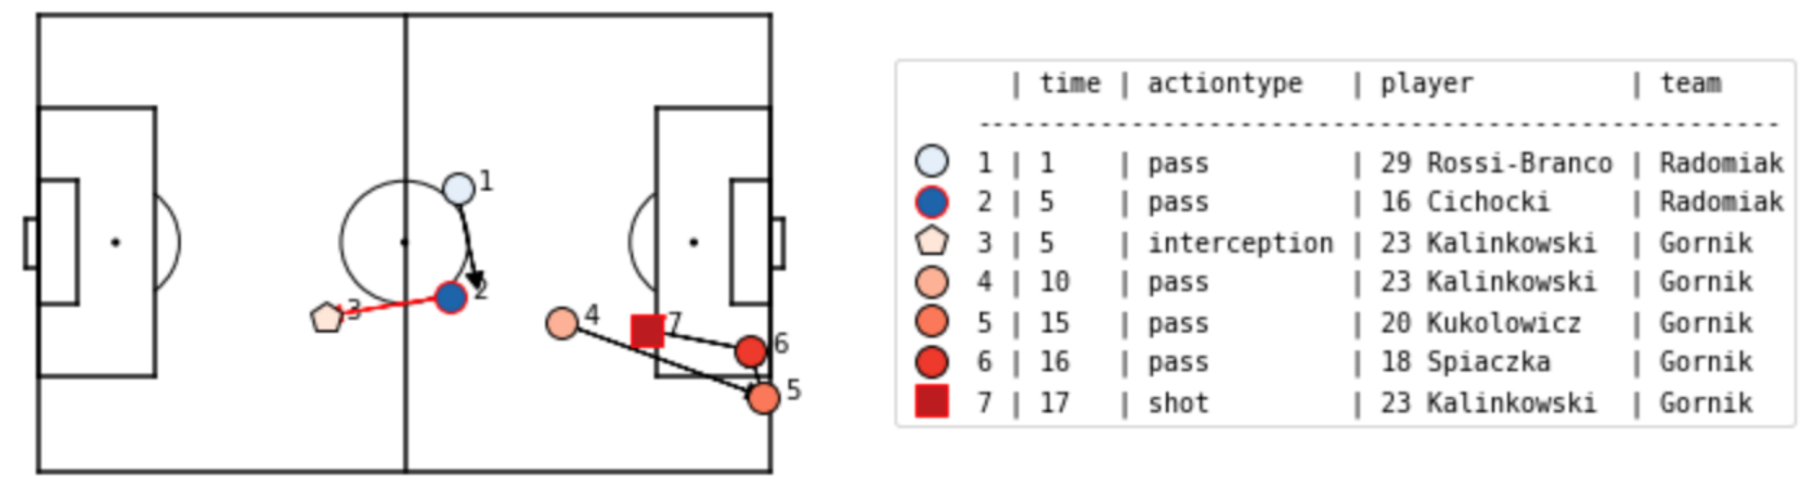 1
2
3
4
7
6
5
| time | actiontype | player | team
----------------------------------------------------
1 | 1 | pass | 29 Rossi-Branco | Radomiak
2 | 5 | pass | 16 Cichocki | Radomiak
3 | 5 | interception | 23 Kalinkowski | Gornik
4 | 10 | pass | 23 Kalinkowski | Gornik
5 | 15 | pass | 20 Kukolowicz | Gornik
6 | 16 | pass | 18 Spiaczka | Gornik
7 | 17 | shot | 23 Kalinkowski | Gornik